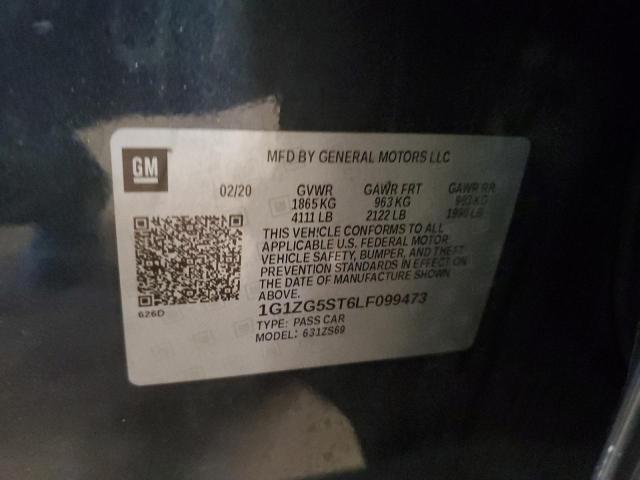 GM
MFD BY GENERAL MOTORS LLC
02/20 GVWR GAWR FRT GAWR RR
1865 KG 963 KG
4111 LB 2122 LB
THIS VEHICLE CONFORMS TO ALL
APPLICABLE U.S. FEDERAL MOTOR
VEHICLE SAFETY, BUMPER, AND THEFT
PREVENTION STANDARDS IN EFFECT ON
THE DATE OF MANUFACTURE SHOWN
ABOVE.
1G1ZG5ST6LF099473
TYPE: PASS CAR
MODEL: 631ZS69
626D